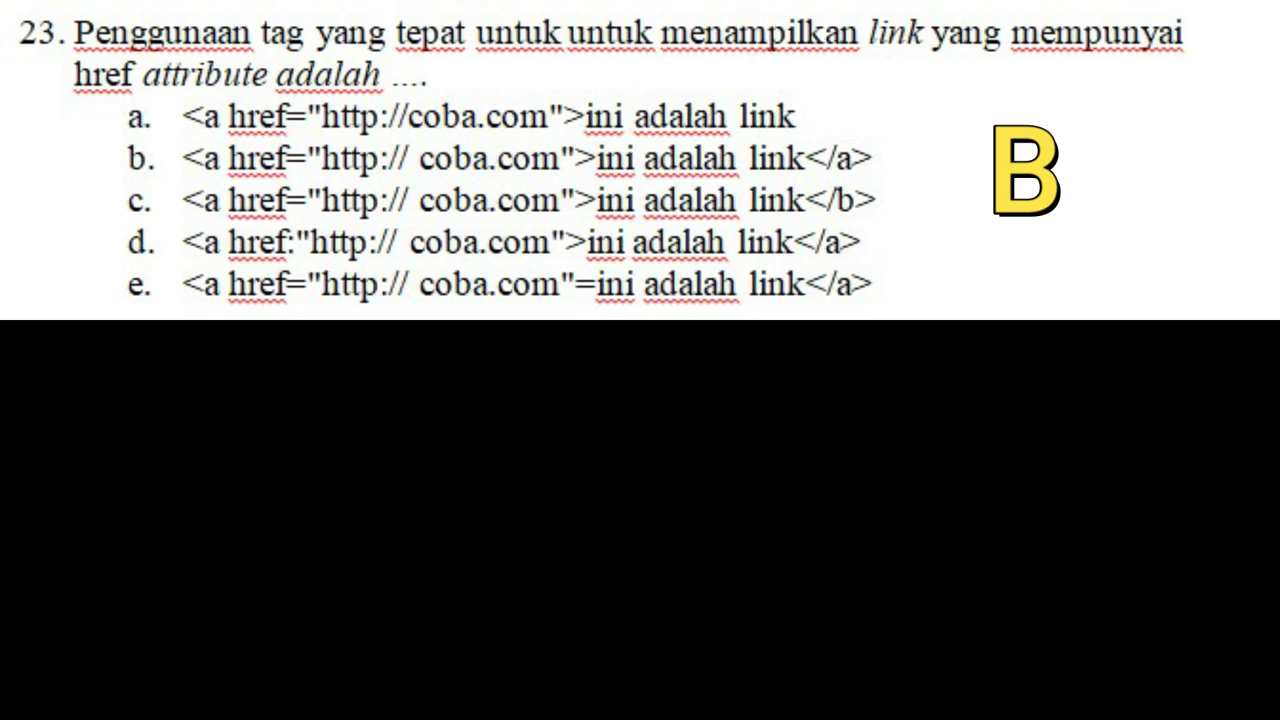 23. Penggunaan tag yang tepat untuk untuk menampilkan link yang mempunyai
href attribute adalah ....
a. <a href="http://coba.com">ini adalah link
b. <a href="http:// coba.com">ini adalah link</a>
c. <a href="http:// coba.com">ini adalah link</b>
d. <a href:"http:// coba.com">ini adalah link</a>
e. <a href="http:// coba.com"=ini adalah link</a>
B